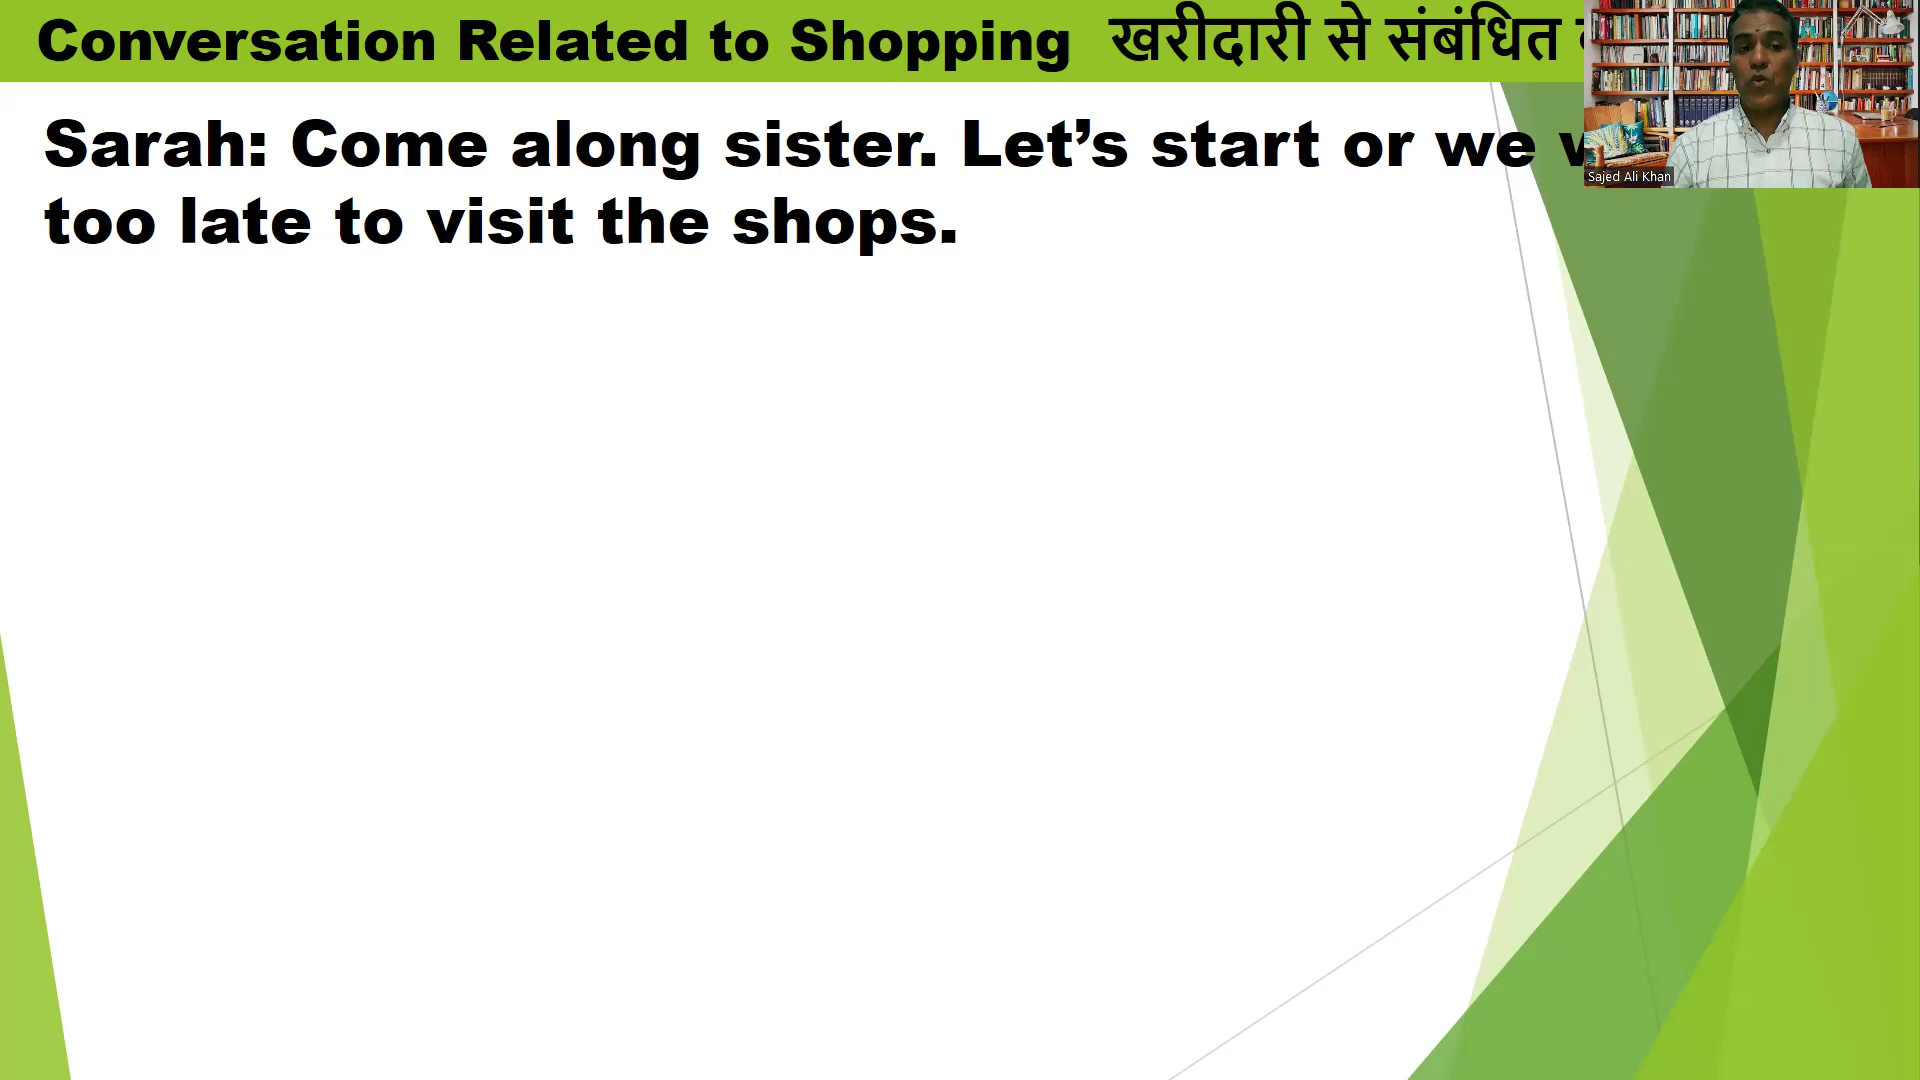 Conversation Related to Shopping खरीदारी से संबंधित
Sarah: Come along sister. Let’s start or we
too late to visit the shops.
Sajed Ali Khan